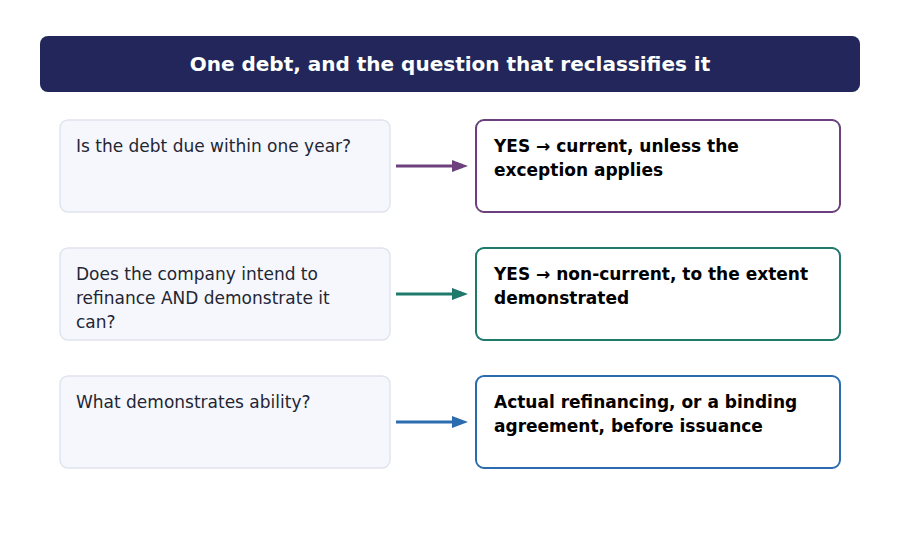 One debt, and the question that reclassifies it
Is the debt due within one year?
YES → current, unless the
exception applies
Does the company intend to
refinance AND demonstrate it
can?
YES → non-current, to the extent
demonstrated
What demonstrates ability?
Actual refinancing, or a binding
agreement, before issuance